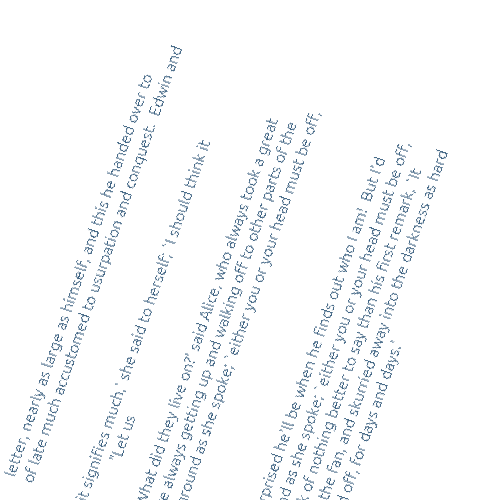 letter, nearly as large as himself, and this he handed over to
of late much accustomed to usurpation and conquest. Edwin and
it signifies much,' she said to herself; `I should think it
"Let us
what did they live on?' said Alice, who always took a great
always getting up and walking off to other parts of the
around as she spoke; `either you or your head must be off,
he'll be when he finds out who I am! But I'd
as she spoke; `either you or your head must be off,
of nothing better to say than his first remark, `It
the fan, and skurried away into the darkness as hard
off, for days and days.'